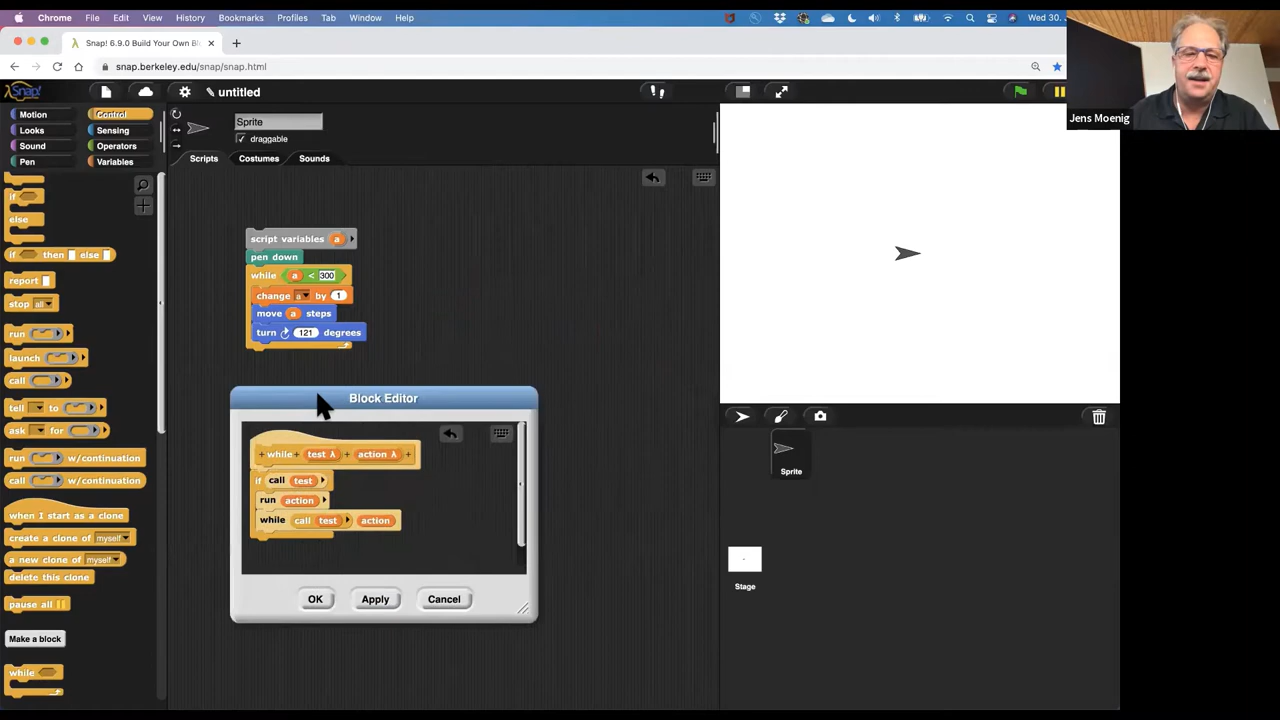 Chrome File Edit View History Bookmarks Profiles Tab Window Help Wed 30.
Snap! 6.9.0 Build Your Own Bl
snap.berkeley.edu/snap/snap.html
Snap! untitled
Jens Moenig
Motion Control
Looks Sensing
Sound Operators
Pen Variables
Sprite
draggable
Scripts Costumes Sounds
if
else
if then else
report
stop all
run
launch
call
tell to
ask for
run w/continuation
call w/continuation
when I start as a clone
create a clone of myself
a new clone of myself
delete this clone
pause all
Make a block
while
script variables a
pen down
while a < 300
change a by 1
move a steps
turn 121 degrees
Block Editor
+ while + test λ + action λ +
if call test
run action
while call test action
OK Apply Cancel
Sprite
Stage